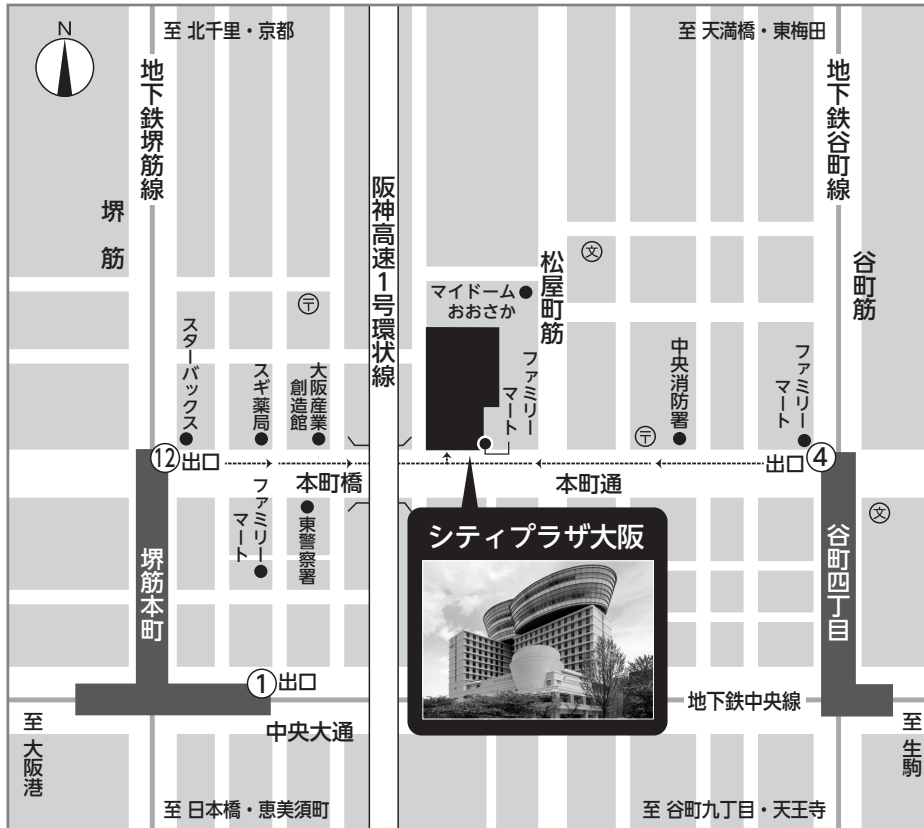 至 北千里・京都
至 天満橋・東梅田
N
地下鉄堺筋線
堺筋
阪神高速1号環状線
松屋町筋
文
地下鉄谷町線
谷町筋
〒
マイドーム
おおさか
スターバックス
スギ薬局
大阪産業
創造館
ファミリー
マート
中央消防署
〒
ファミリー
マート
12出口
出口4
本町橋
本町通
ファミリー
マート
東警察署
文
シティプラザ大阪
堺筋本町
谷町四丁目
1出口
地下鉄中央線
中央大通
至 大阪港
至 生駒
至 日本橋・恵美須町
至 谷町九丁目・天王寺